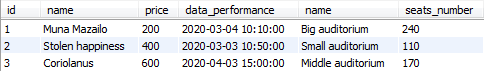 id name price data_performance name seats_number
1 Muna Mazailo 200 2020-03-04 10:10:00 Big auditorium 240
2 Stolen happiness 400 2020-03-03 10:50:00 Small auditorium 110
3 Coriolanus 600 2020-04-03 15:00:00 Middle auditorium 170